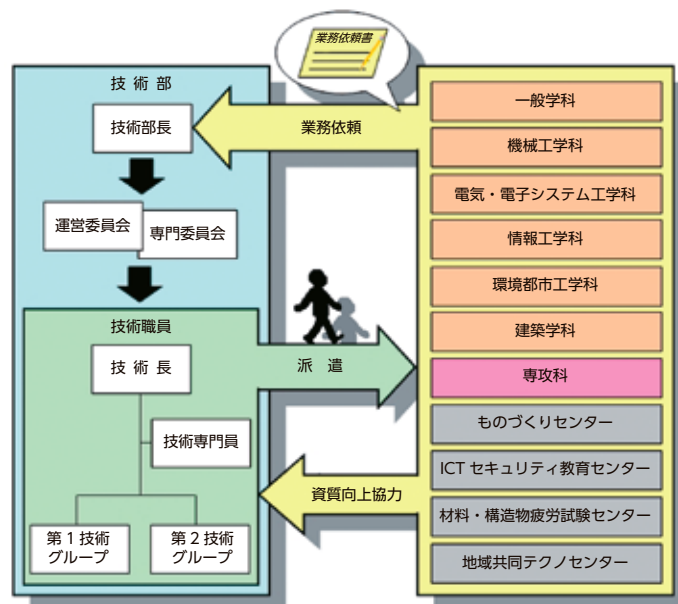 業務依頼書
技術部
技術部長
運営委員会
専門委員会
技術職員
技術長
技術専門員
第1技術
グループ
第2技術
グループ
業務依頼
派遣
資質向上協力
一般学科
機械工学科
電気・電子システム工学科
情報工学科
環境都市工学科
建築学科
専攻科
ものづくりセンター
ICTセキュリティ教育センター
材料・構造物疲労試験センター
地域共同テクノセンター